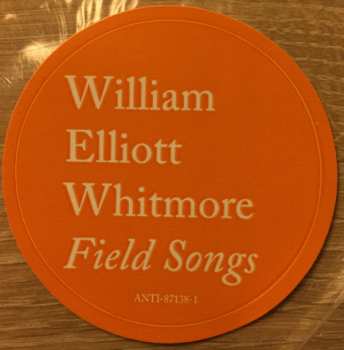 William
Elliott
Whitmore
Field Songs
ANTI-87138-1